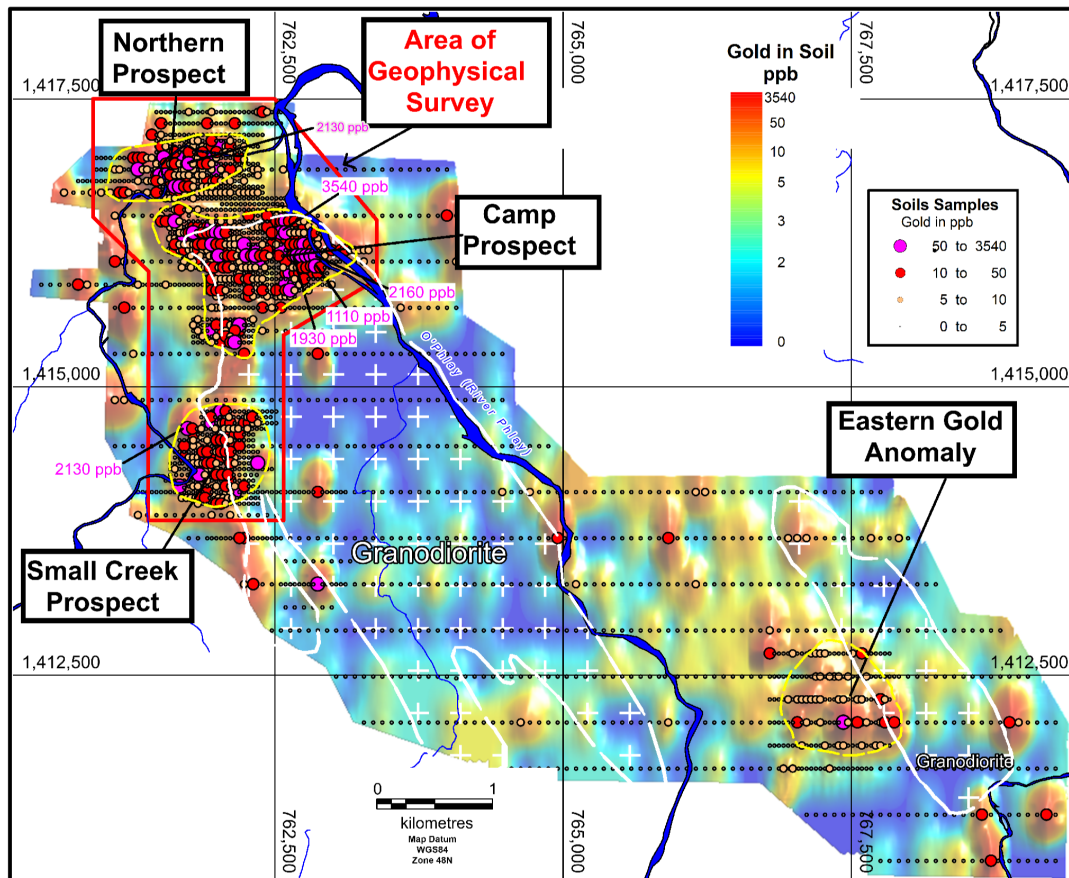 Northern
Prospect
Area of
Geophysical
Survey
762,500
765,000
767,500
1,417,500
1,417,500
Gold in Soil
ppb
3540
50
10
5
3
2
0
2130 ppb
3540 ppb
Camp
Prospect
Soils Samples
Gold in ppb
50 to 3540
10 to 50
5 to 10
0 to 5
2160 ppb
1110 ppb
1930 ppb
O'Phlay (River Phlay)
1,415,000
1,415,000
Eastern Gold
Anomaly
2130 ppb
Granodiorite
Small Creek
Prospect
1,412,500
1,412,500
Granodiorite
0 1
kilometres
Map Datum
WGS84
Zone 48N
762,500
765,000
767,500